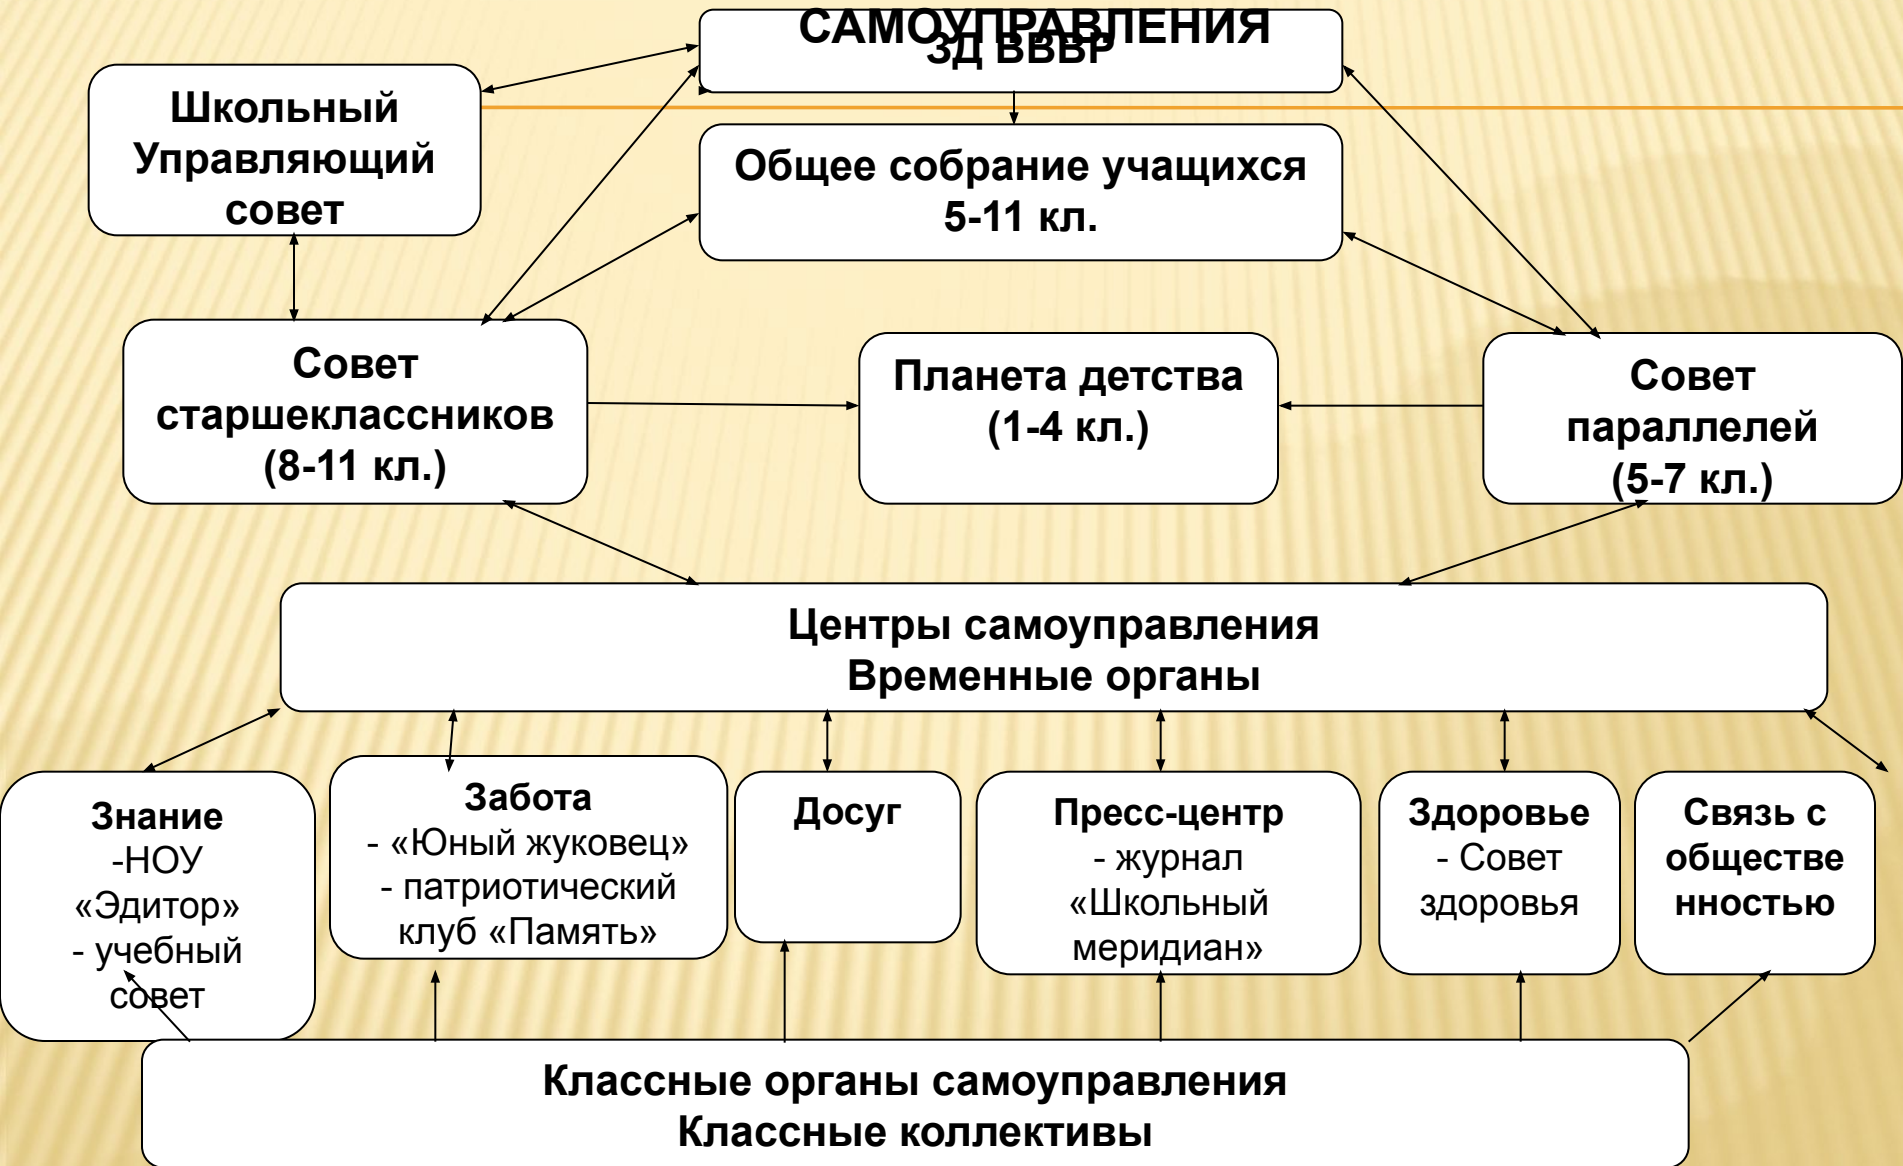 САМОУПРАВЛЕНИЯ
ЗД ВВВР
Школьный
Управляющий
совет
Общее собрание учащихся
5-11 кл.
Совет
старшеклассников
(8-11 кл.)
Планета детства
(1-4 кл.)
Совет
параллелей
(5-7 кл.)
Центры самоуправления
Временные органы
Знание
-НОУ
«Эдитор»
- учебный
совет
Забота
- «Юный жуковец»
- патриотический
клуб «Память»
Досуг
Пресс-центр
- журнал
«Школьный
меридиан»
Здоровье
- Совет
здоровья
Связь с
обществе
нностью
Классные органы самоуправления
Классные коллективы